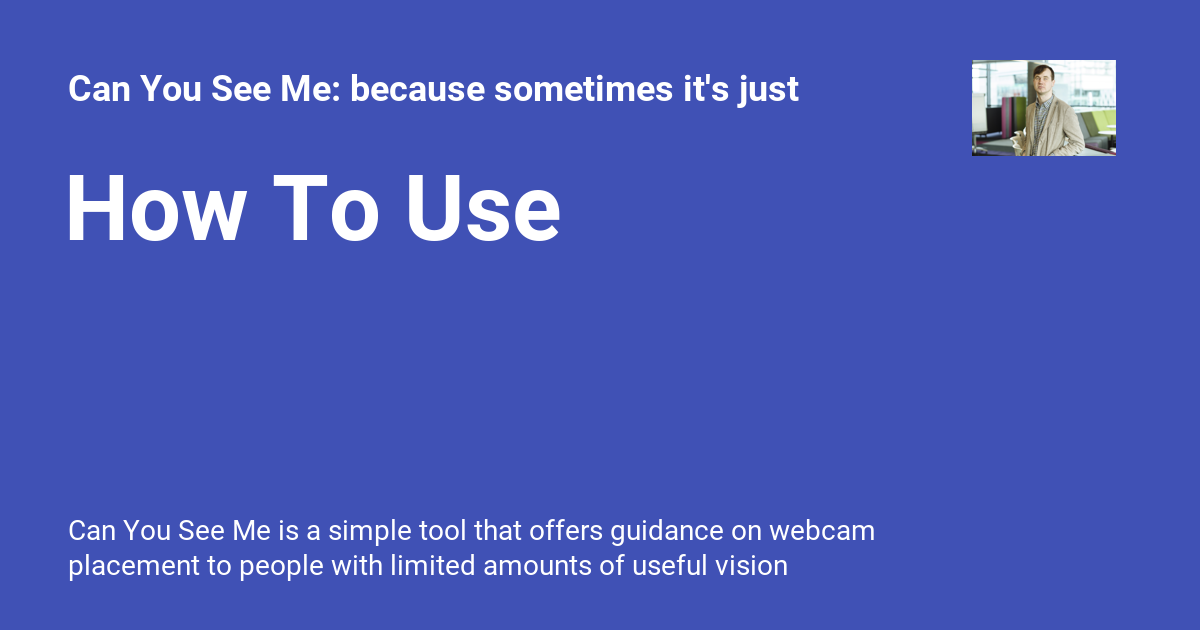 Can You See Me: because sometimes it's just
How To Use
Can You See Me is a simple tool that offers guidance on webcam
placement to people with limited amounts of useful vision